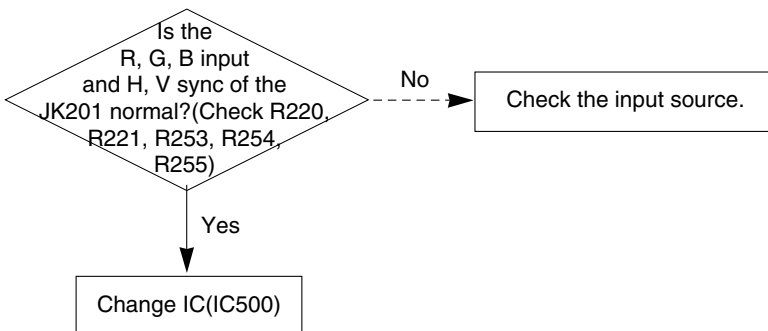 Is the
R, G, B input
and H, V sync of the
JK201 normal?(Check R220,
R221, R253, R254,
R255)
No
Check the input source.
Yes
Change IC(IC500)